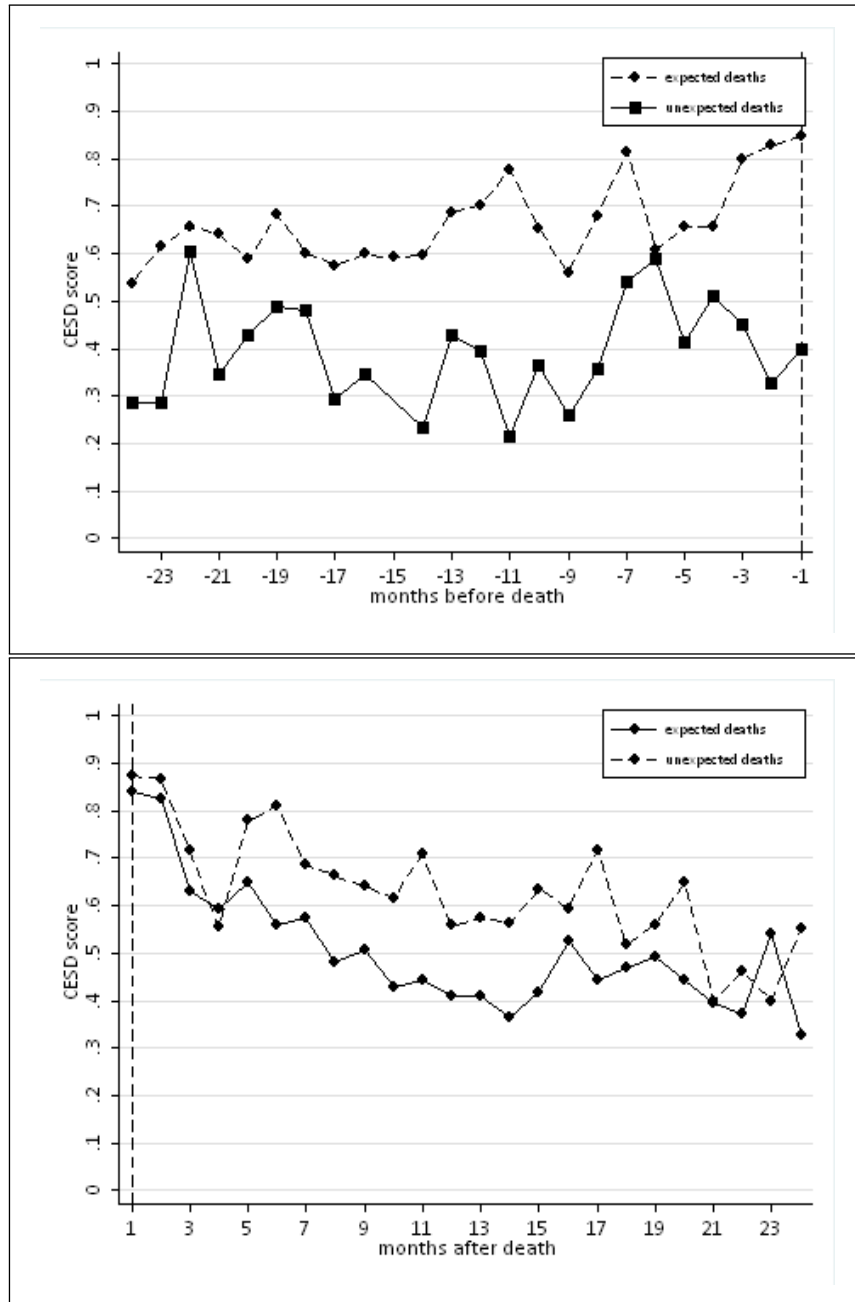 1
.9
.8
.7
.6
.5
.4
.3
.2
.1
0
CESD score
expected deaths
unexpected deaths
-23 -21 -19 -17 -15 -13 -11 -9 -7 -5 -3 -1
months before death
1
.9
.8
.7
.6
.5
.4
.3
.2
.1
0
CESD score
expected deaths
unexpected deaths
1 3 5 7 9 11 13 15 17 19 21 23
months after death